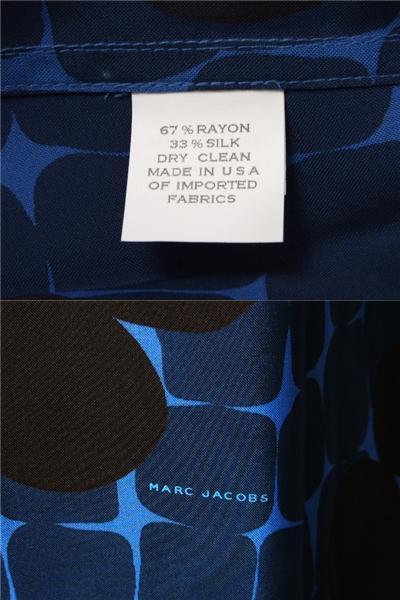 67% RAYON
33% SILK
DRY CLEAN
MADE IN USA
OF IMPORTED
FABRICS
MARC JACOBS